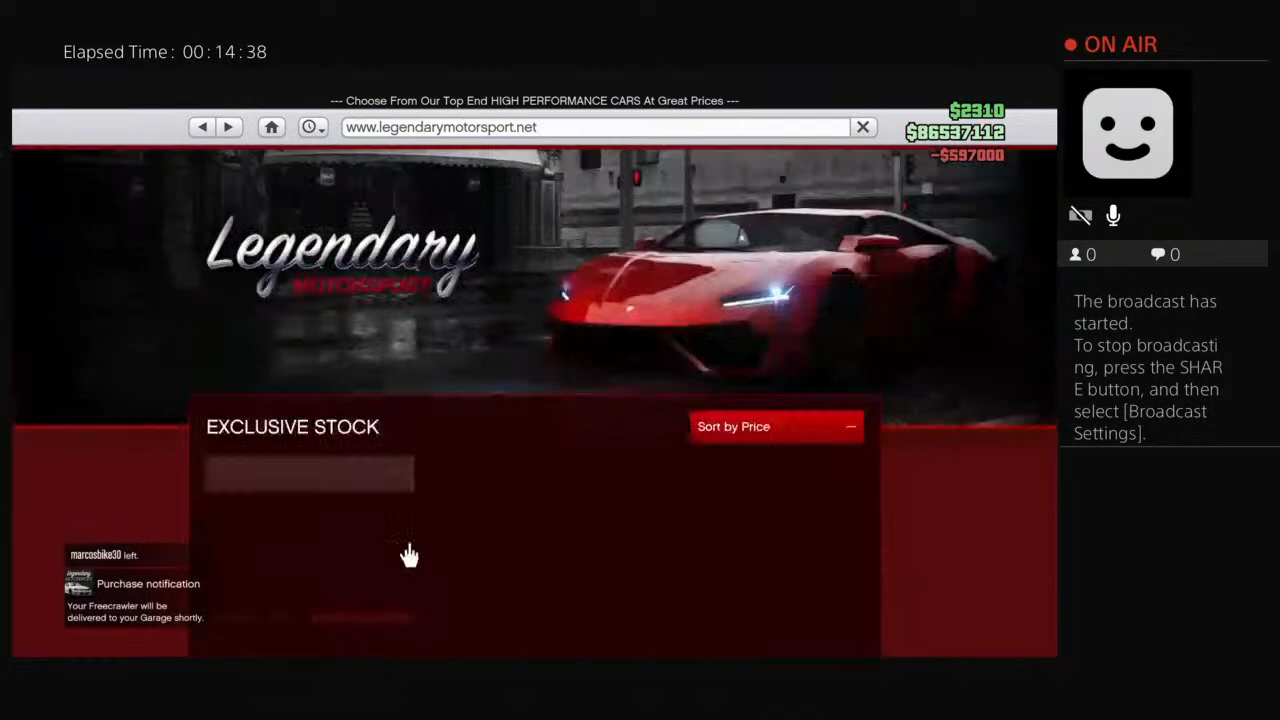 Elapsed Time: 00:14:38
ON AIR
--- Choose From Our Top End HIGH PERFORMANCE CARS At Great Prices ---
www.legendarymotorsport.net
$2310
$86537112
-$597000
Legendary
MOTORSPORT
0
0
The broadcast has
started.
To stop broadcasti
ng, press the SHAR
E button, and then
select [Broadcast
Settings].
EXCLUSIVE STOCK
Sort by Price
marcosbike30 left.
Purchase notification
Your Freecrawler will be
delivered to your Garage shortly.